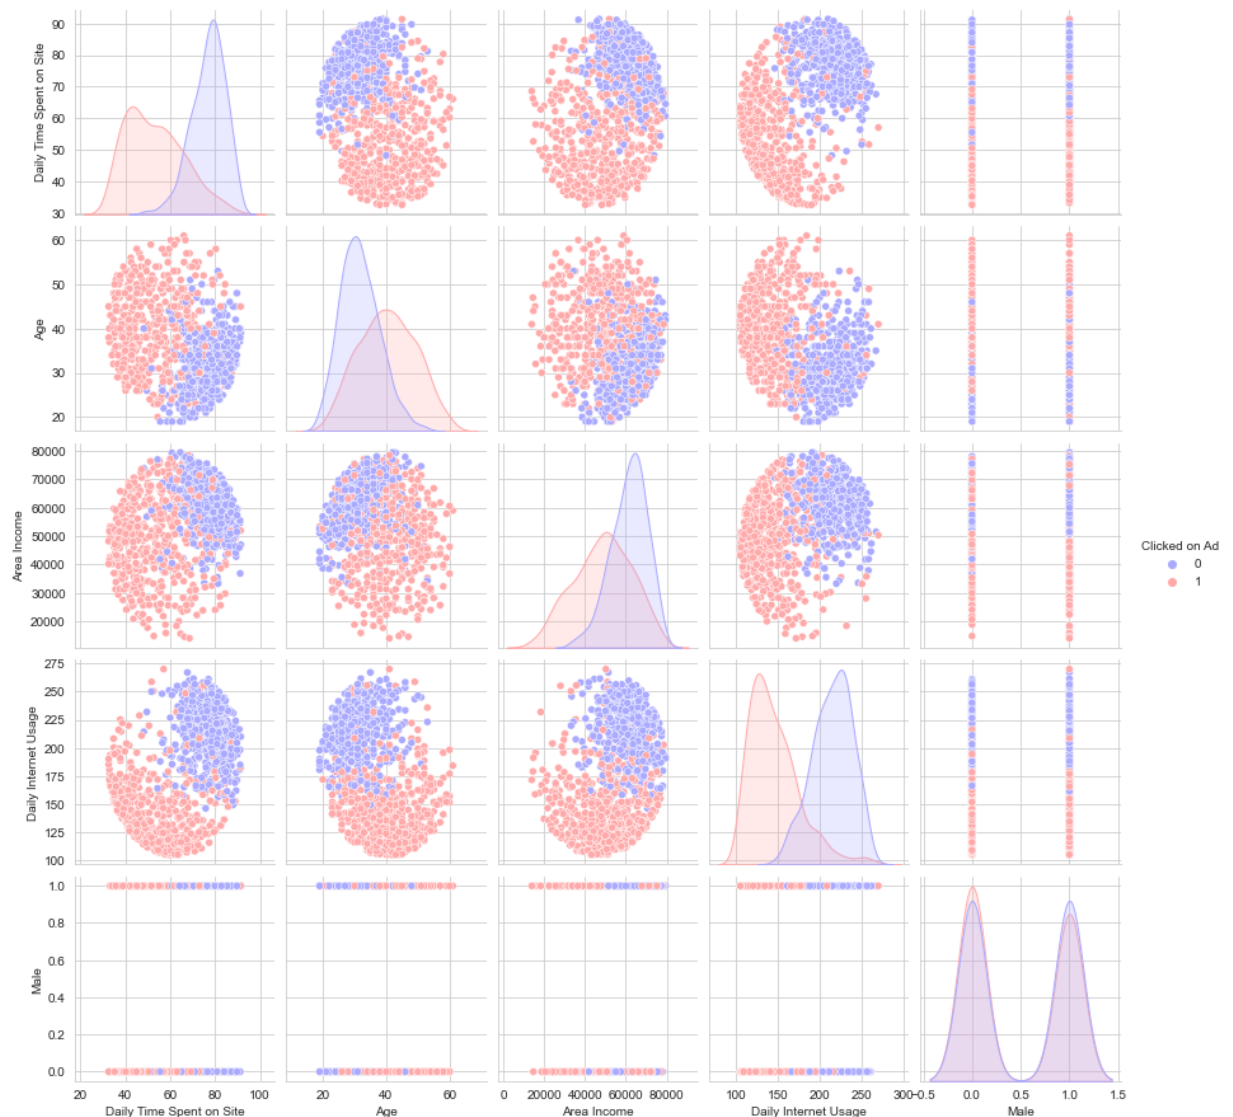 90
80
70
60
50
40
30
Daily Time Spent on Site
60
50
40
30
20
Age
80000
70000
60000
50000
40000
30000
20000
Area Income
Clicked on Ad
0
1
275
250
225
200
175
150
125
100
Daily Internet Usage
1.0
0.8
0.6
0.4
0.2
0.0
Male
20 40 60 80 100
Daily Time Spent on Site
20 40 60
Age
0 20000 40000 60000 80000
Area Income
100 150 200 250 300
Daily Internet Usage
−0.5 0.0 0.5 1.0 1.5
Male